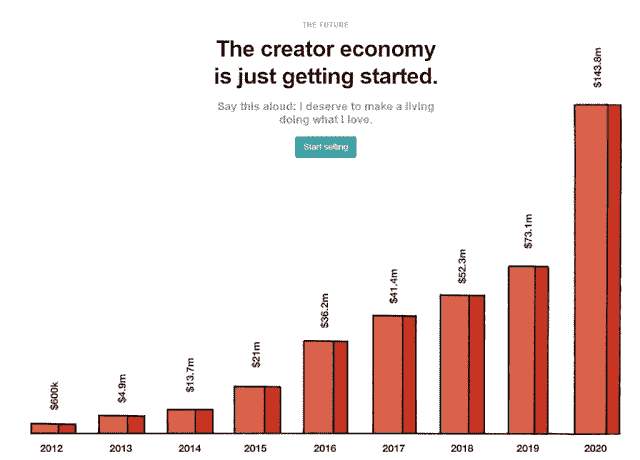 THE FUTURE
The creator economy
is just getting started.
Say this aloud: I deserve to make a living
doing what I love.
Start selling
$600k
$4.9m
$13.7m
$21m
$36.2m
$41.4m
$52.3m
$73.1m
$143.8m
2012 2013 2014 2015 2016 2017 2018 2019 2020